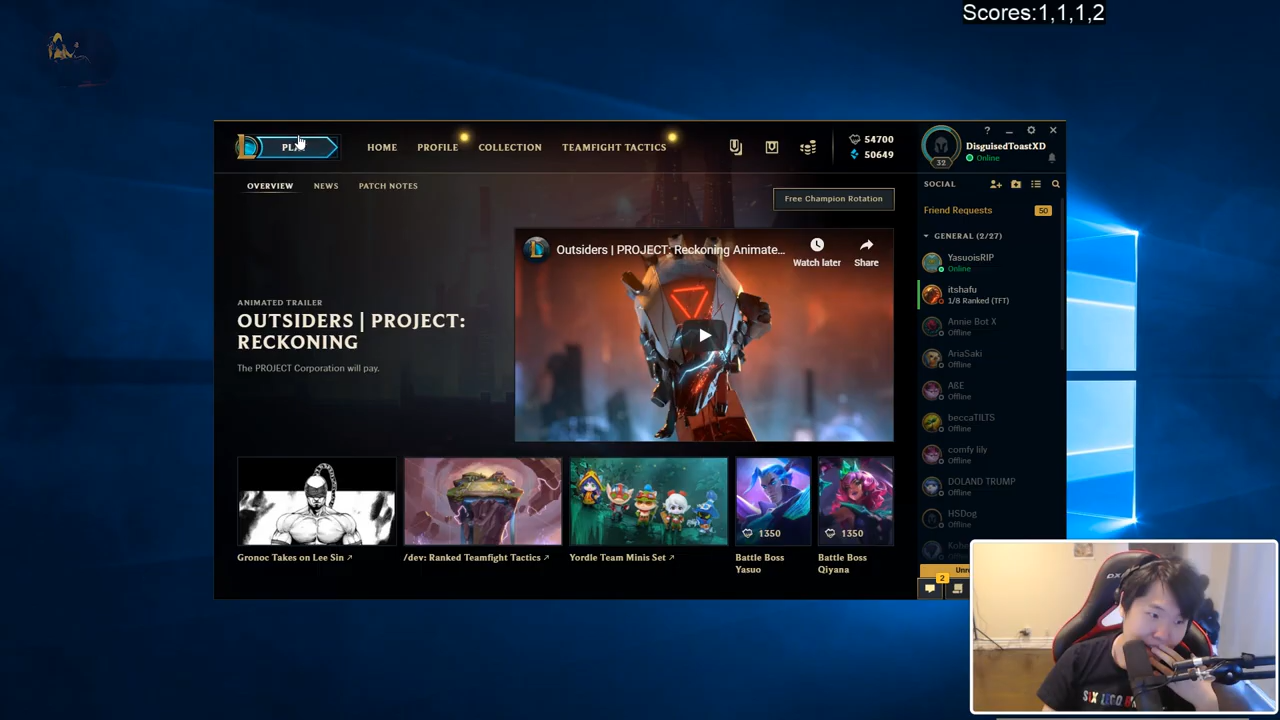 Scores:1,1,1,2
HOME
PROFILE
COLLECTION
TEAMFIGHT TACTICS
54700
50649
?
32
DisguisedToastXD
Online
OVERVIEW
NEWS
PATCH NOTES
Free Champion Rotation
SOCIAL
Friend Requests
50
GENERAL (2/27)
YasuoisRIP
Online
itshafu
1/8 Ranked (TFT)
Annie Bot X
Offline
AriaSaki
Offline
AßE
Offline
beccaTILTS
Offline
comfy lily
Offline
DOLAND TRUMP
Offline
HSDog
Offline
Outsiders | PROJECT: Reckoning Animate...
Watch later
Share
ANIMATED TRAILER
OUTSIDERS | PROJECT:
RECKONING
The PROJECT Corporation will pay.
1350
1350
Gronoc Takes on Lee Sin
/dev: Ranked Teamfight Tactics
Yordle Team Minis Set
Battle Boss
Yasuo
Battle Boss
Qiyana
2
SIX